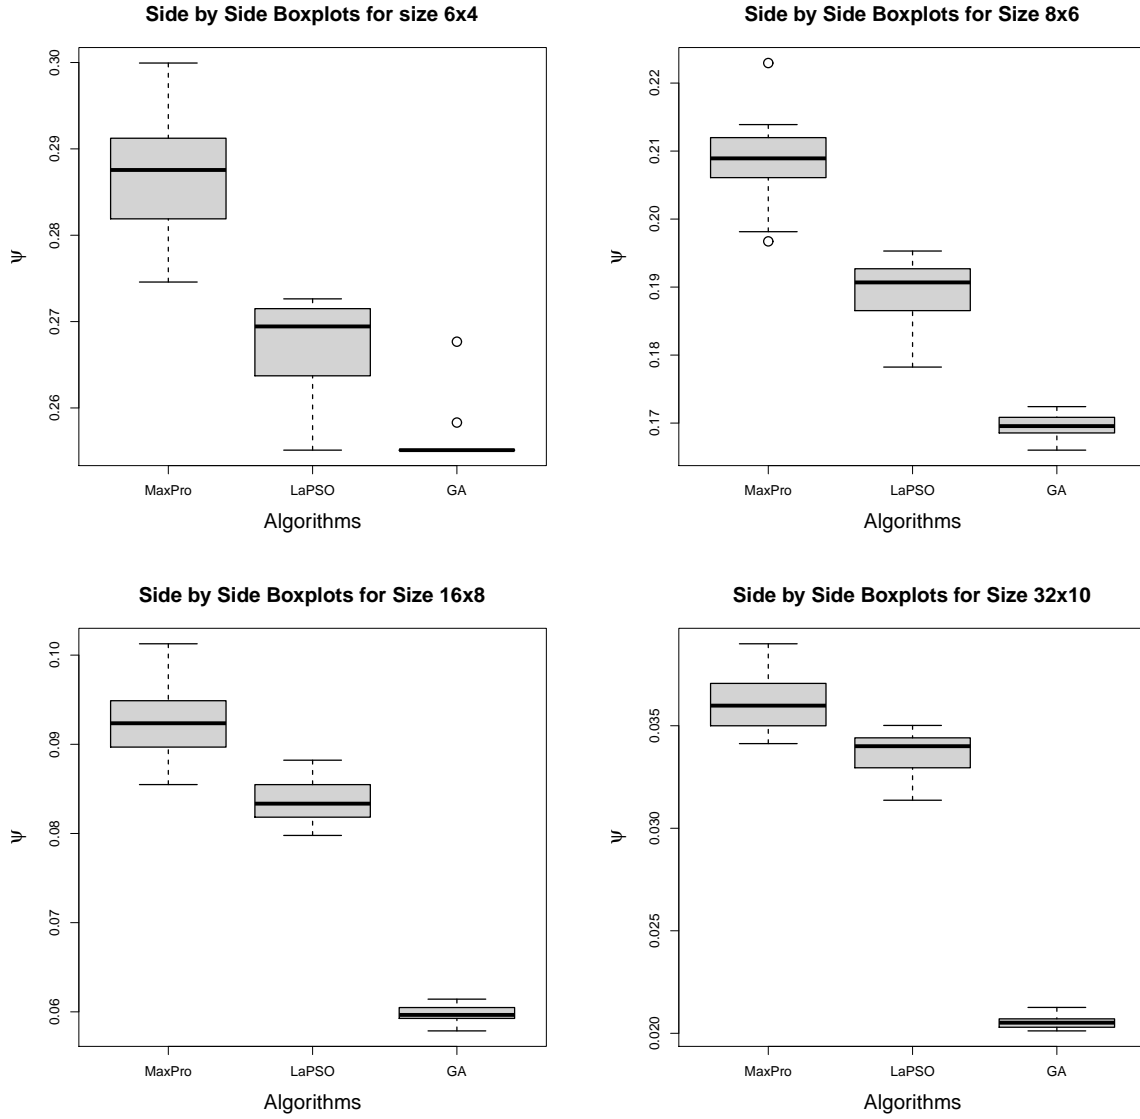 Side by Side Boxplots for size 6x4
0.30
0.29
0.28
0.27
0.26
ψ
MaxPro LaPSO GA
Algorithms
Side by Side Boxplots for Size 8x6
0.22
0.21
0.20
0.19
0.18
0.17
ψ
MaxPro LaPSO GA
Algorithms
Side by Side Boxplots for Size 16x8
0.10
0.09
0.08
0.07
0.06
ψ
MaxPro LaPSO GA
Algorithms
Side by Side Boxplots for Size 32x10
0.035
0.030
0.025
0.020
ψ
MaxPro LaPSO GA
Algorithms